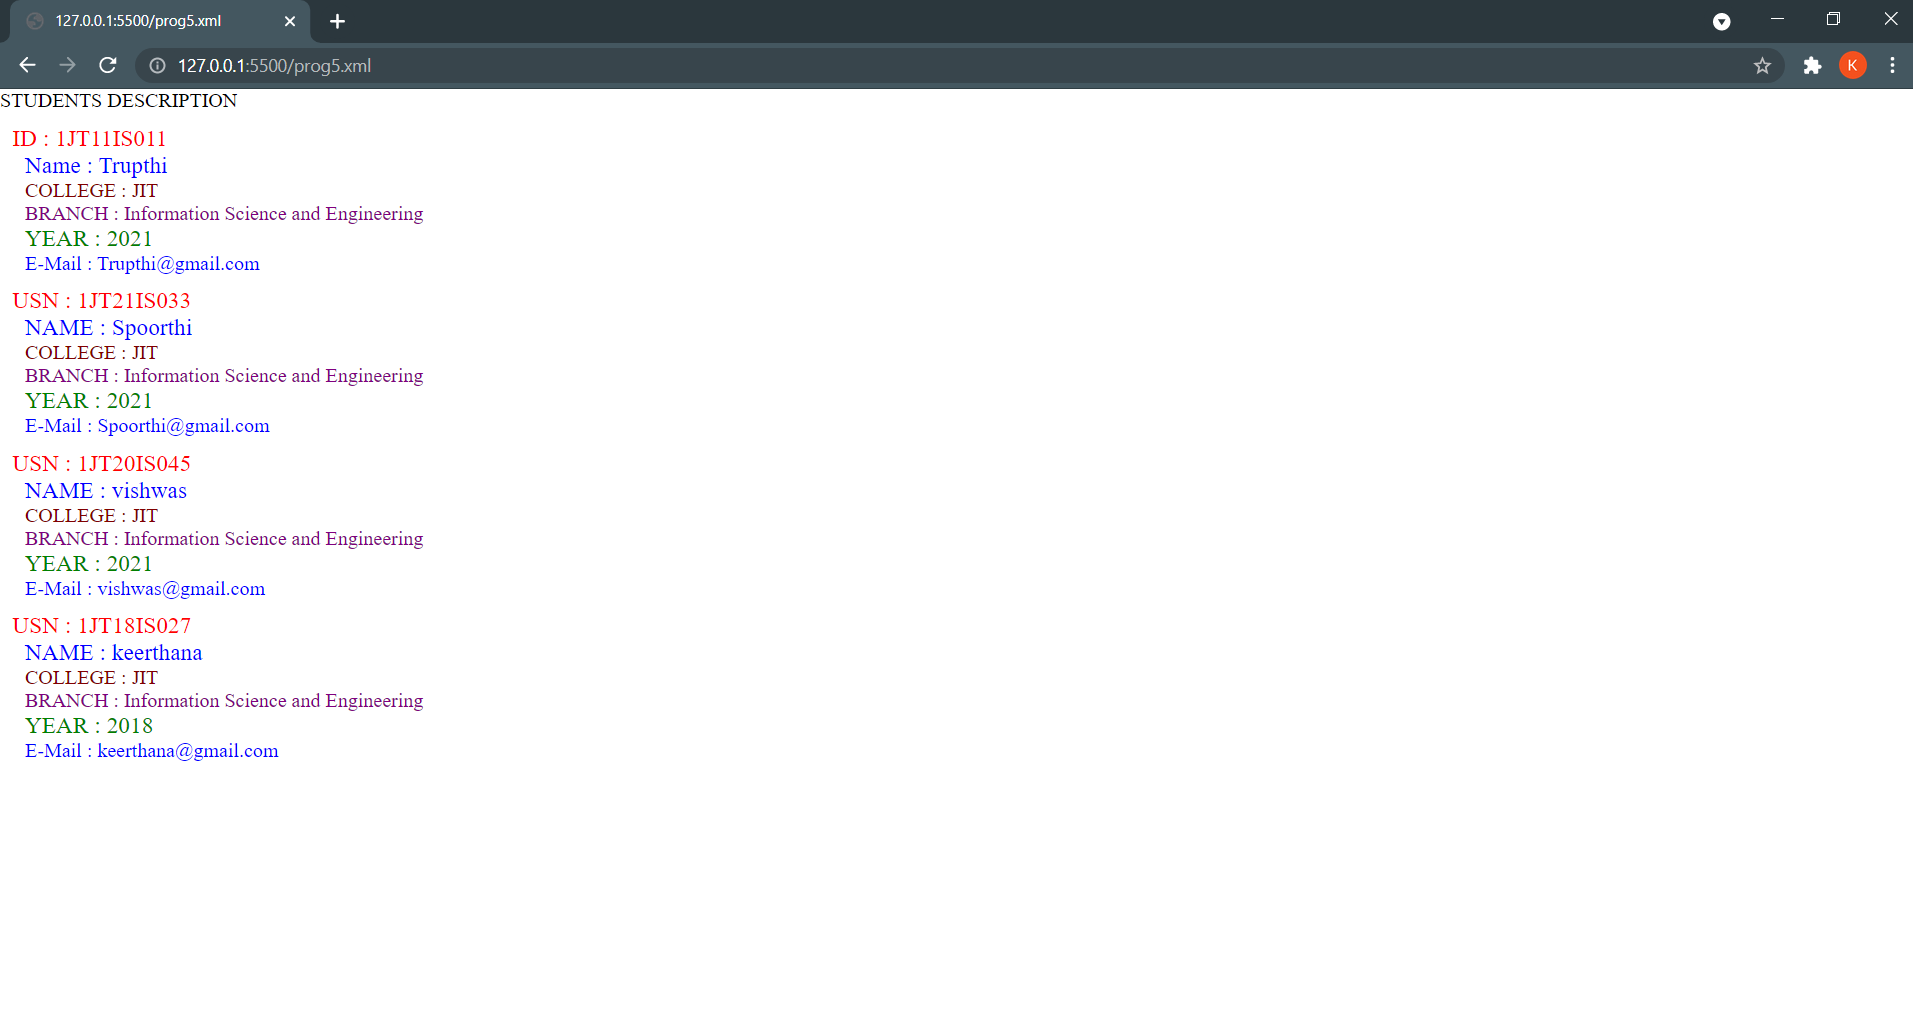 127.0.0.1:5500/prog5.xml
127.0.0.1:5500/prog5.xml
K
STUDENTS DESCRIPTION
ID : 1JT11IS011
Name : Trupthi
COLLEGE : JIT
BRANCH : Information Science and Engineering
YEAR : 2021
E-Mail : Trupthi@gmail.com
USN : 1JT21IS033
NAME : Spoorthi
COLLEGE : JIT
BRANCH : Information Science and Engineering
YEAR : 2021
E-Mail : Spoorthi@gmail.com
USN : 1JT20IS045
NAME : vishwas
COLLEGE : JIT
BRANCH : Information Science and Engineering
YEAR : 2021
E-Mail : vishwas@gmail.com
USN : 1JT18IS027
NAME : keerthana
COLLEGE : JIT
BRANCH : Information Science and Engineering
YEAR : 2018
E-Mail : keerthana@gmail.com